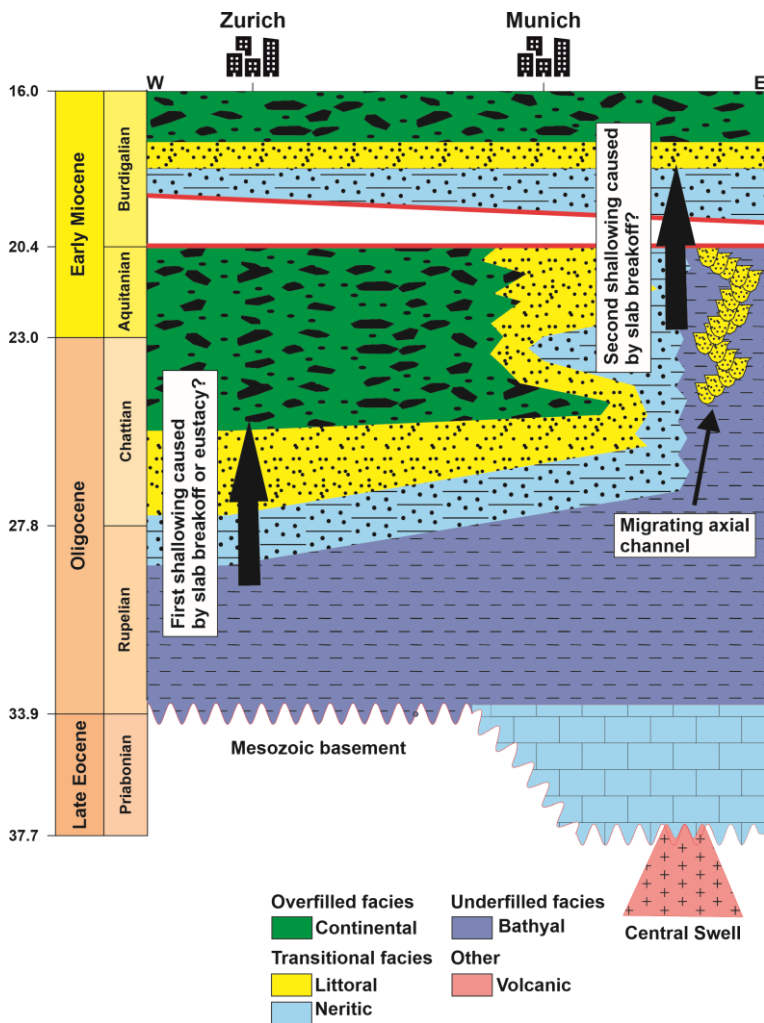 Zurich
Munich
W
E
16.0
20.4
23.0
27.8
33.9
37.7
Early Miocene
Oligocene
Late Eocene
Burdigalian
Aquitanian
Chattian
Rupelian
Priabonian
First shallowing caused
by slab breakoff or eustacy?
Second shallowing caused
by slab breakoff?
Migrating axial
channel
Mesozoic basement
Central Swell
Overfilled facies
Continental
Transitional facies
Littoral
Neritic
Underfilled facies
Bathyal
Other
Volcanic